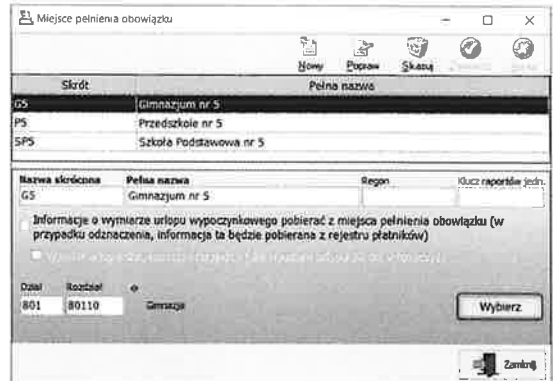 Miejsce pełnienia obowiązku
Nowy Popraw Skasuj
Skrót Pełna nazwa
G5 Gimnazjum nr 5
P5 Przedszkole nr 5
SP5 Szkoła Podstawowa nr 5
Nazwa skrócona Pełna nazwa Regon Klucz raportów jedn.
G5 Gimnazjum nr 5
Informacje o wymiarze urlopu wypoczynkowego pobierać z miejsca pełnienia obowiązku (w
przypadku odznaczenia, informacja ta będzie pobierana z rejestru płatników)
Dział Rozdział
801 80110 Gimnazja
Wybierz
Zamknij